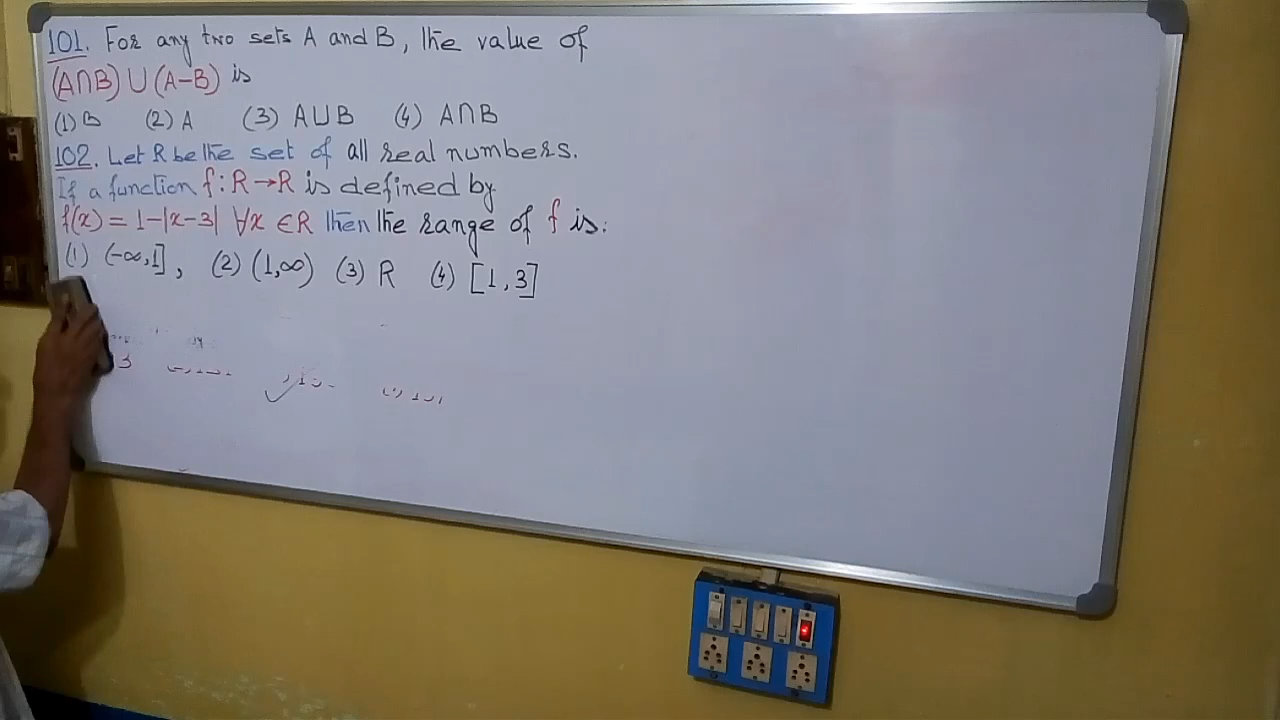 101. For any two sets A and B, the value of
(A∩B) ∪ (A-B) is
(1) B (2) A (3) A∪B (4) A∩B
102. Let R be the set of all real numbers.
If a function f: R→R is defined by
f(x) = 1-|x-3| ∀x ∈R then the range of f is:
(1) (-∞,1], (2) (1,∞) (3) R (4) [1, 3]
3